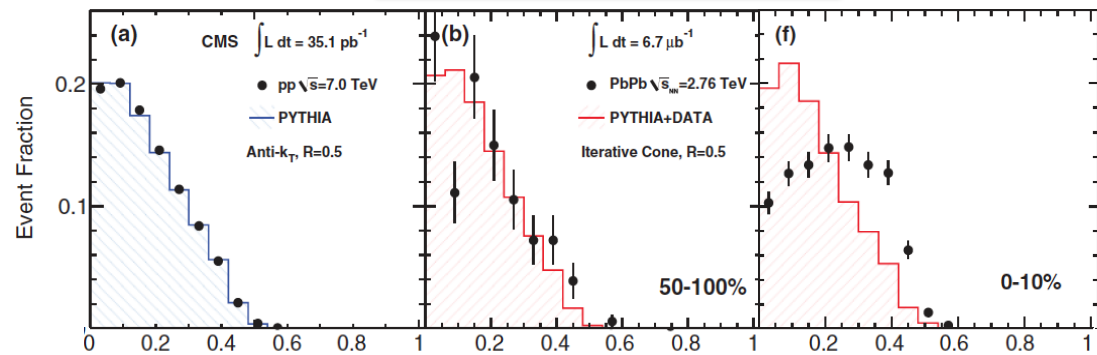 (a) CMS ∫L dt = 35.1 pb⁻¹
pp √s=7.0 TeV
PYTHIA
Anti-k_T, R=0.5
(b) ∫L dt = 6.7 μb⁻¹
PbPb √s_NN=2.76 TeV
PYTHIA+DATA
Iterative Cone, R=0.5
50-100%
(f)
0-10%
Event Fraction
0.2
0.1
0 0.2 0.4 0.6 0.8 1 0.2 0.4 0.6 0.8 1 0.2 0.4 0.6 0.8 1